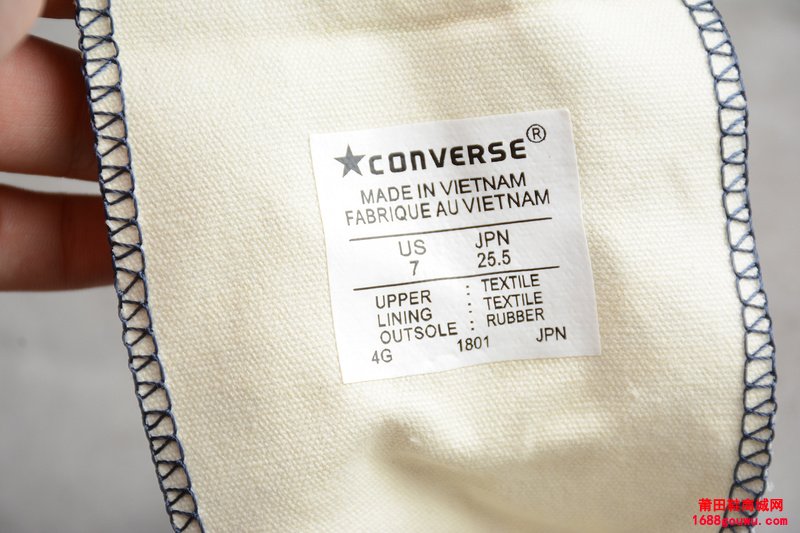 ★CONVERSE®
MADE IN VIETNAM
FABRIQUE AU VIETNAM
US JPN
7 25.5
UPPER : TEXTILE
LINING : TEXTILE
OUTSOLE : RUBBER
4G 1801 JPN
莆田鞋商城网
1688gouwu.com